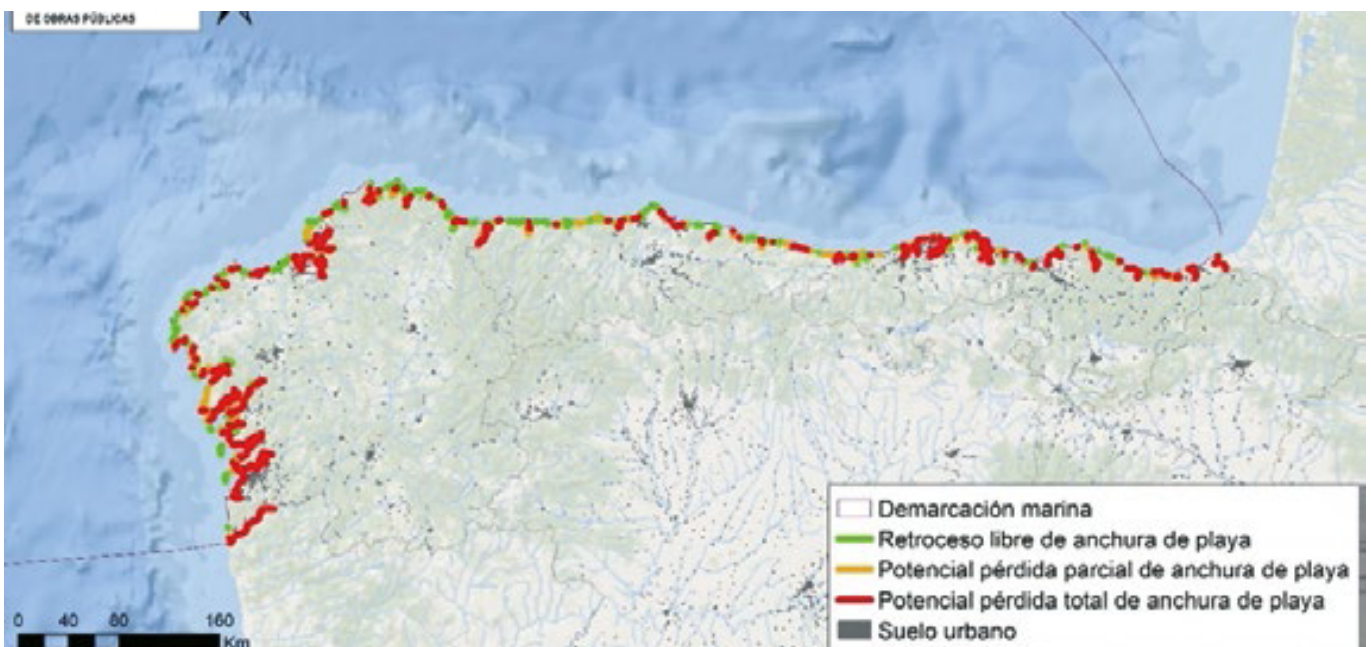 DE OBRAS PÚBLICAS
Demarcación marina
Retroceso libre de anchura de playa
Potencial pérdida parcial de anchura de playa
Potencial pérdida total de anchura de playa
Suelo urbano
0 40 80 160
Km